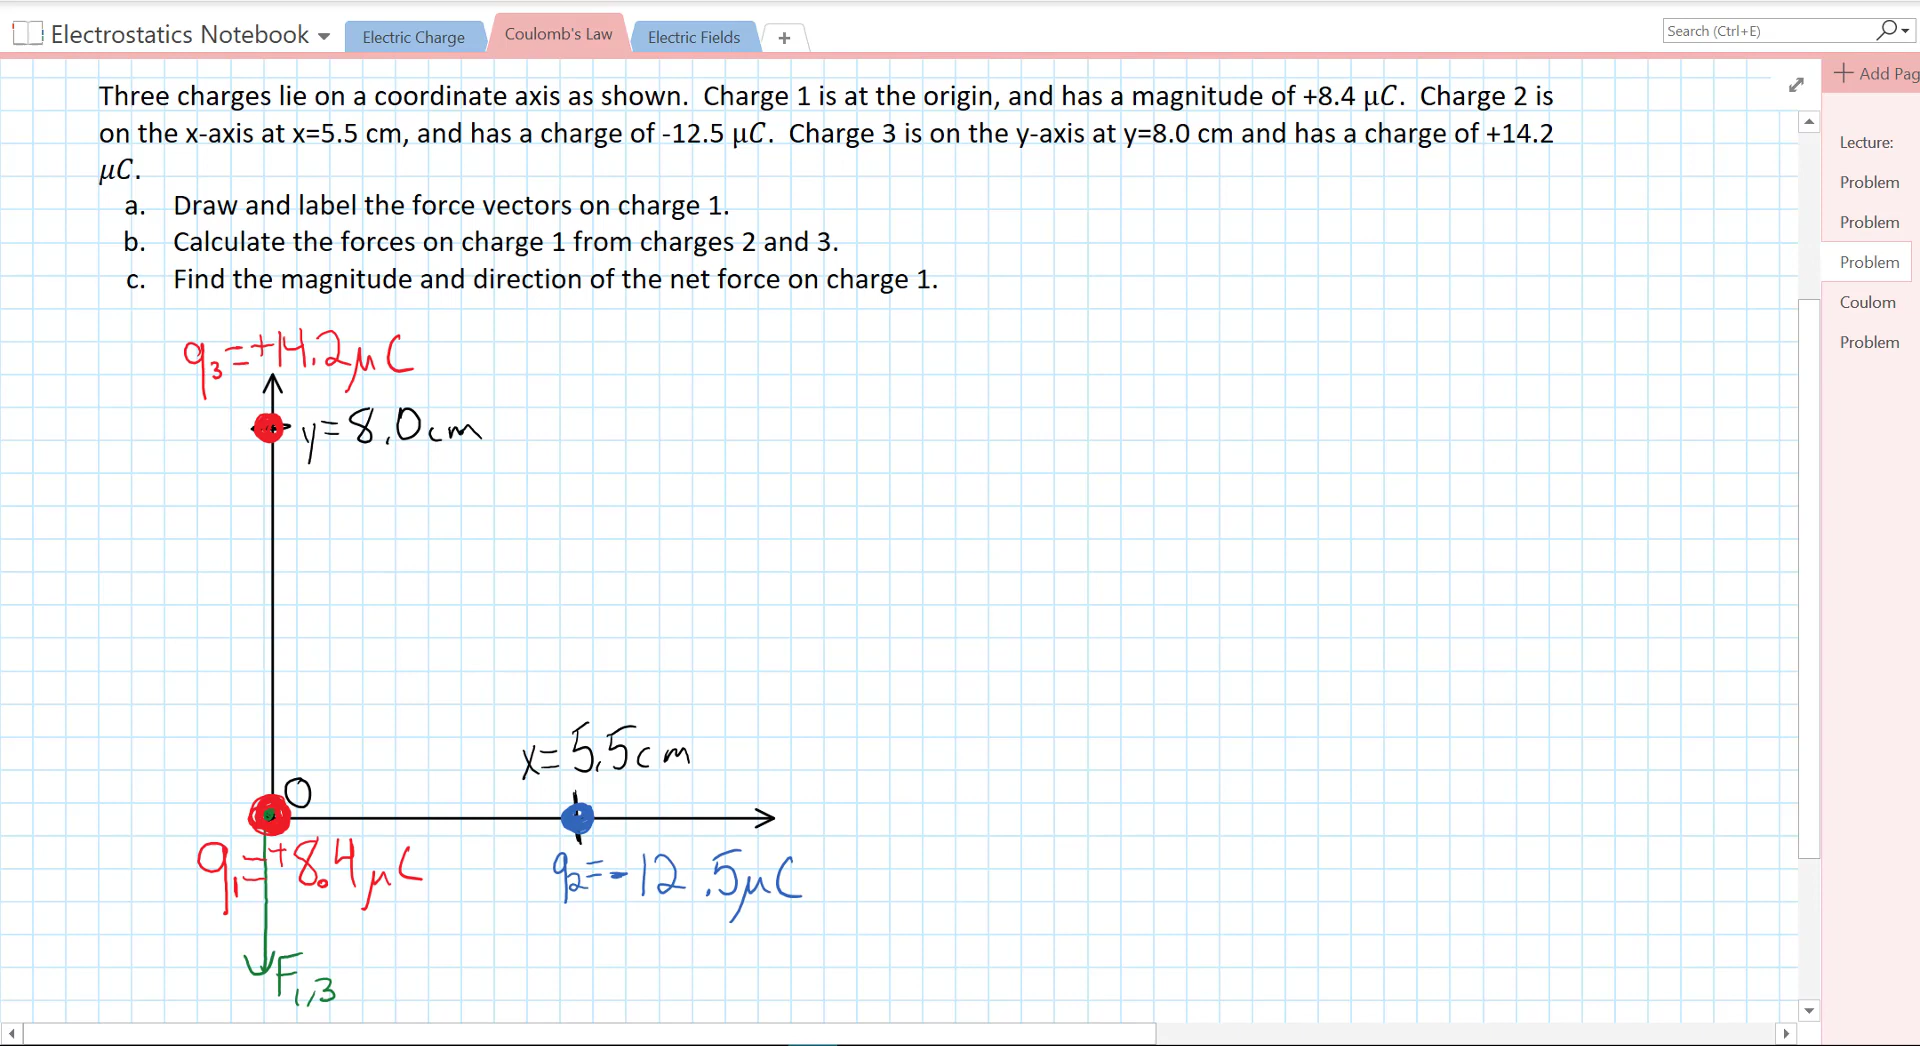 Electrostatics Notebook
Electric Charge
Coulomb's Law
Electric Fields
+
Search (Ctrl+E)
Add Pag
Three charges lie on a coordinate axis as shown. Charge 1 is at the origin, and has a magnitude of +8.4 μC. Charge 2 is
on the x-axis at x=5.5 cm, and has a charge of -12.5 μC. Charge 3 is on the y-axis at y=8.0 cm and has a charge of +14.2
μC.
a. Draw and label the force vectors on charge 1.
b. Calculate the forces on charge 1 from charges 2 and 3.
c. Find the magnitude and direction of the net force on charge 1.
q₃=+14.2μC
y=8.0cm
x=5.5cm
0
q₁=+8.4μC
q₂=-12.5μC
F₁,₃
Lecture:
Problem
Problem
Problem
Coulom
Problem